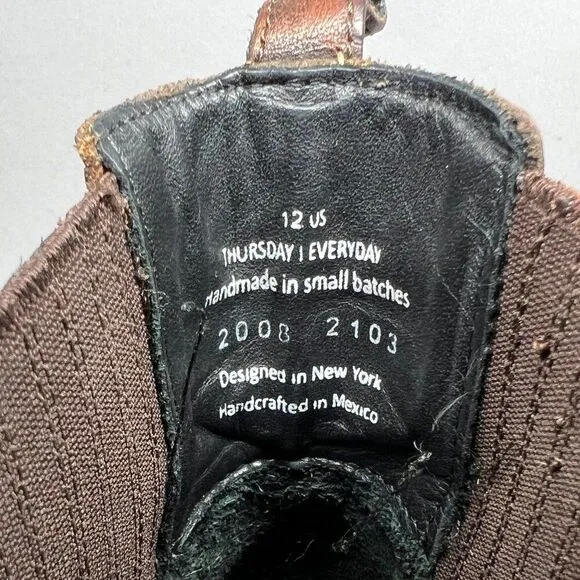 12 US
THURSDAY | EVERYDAY
Handmade in small batches
2008 2103
Designed in New York
Handcrafted in Mexico